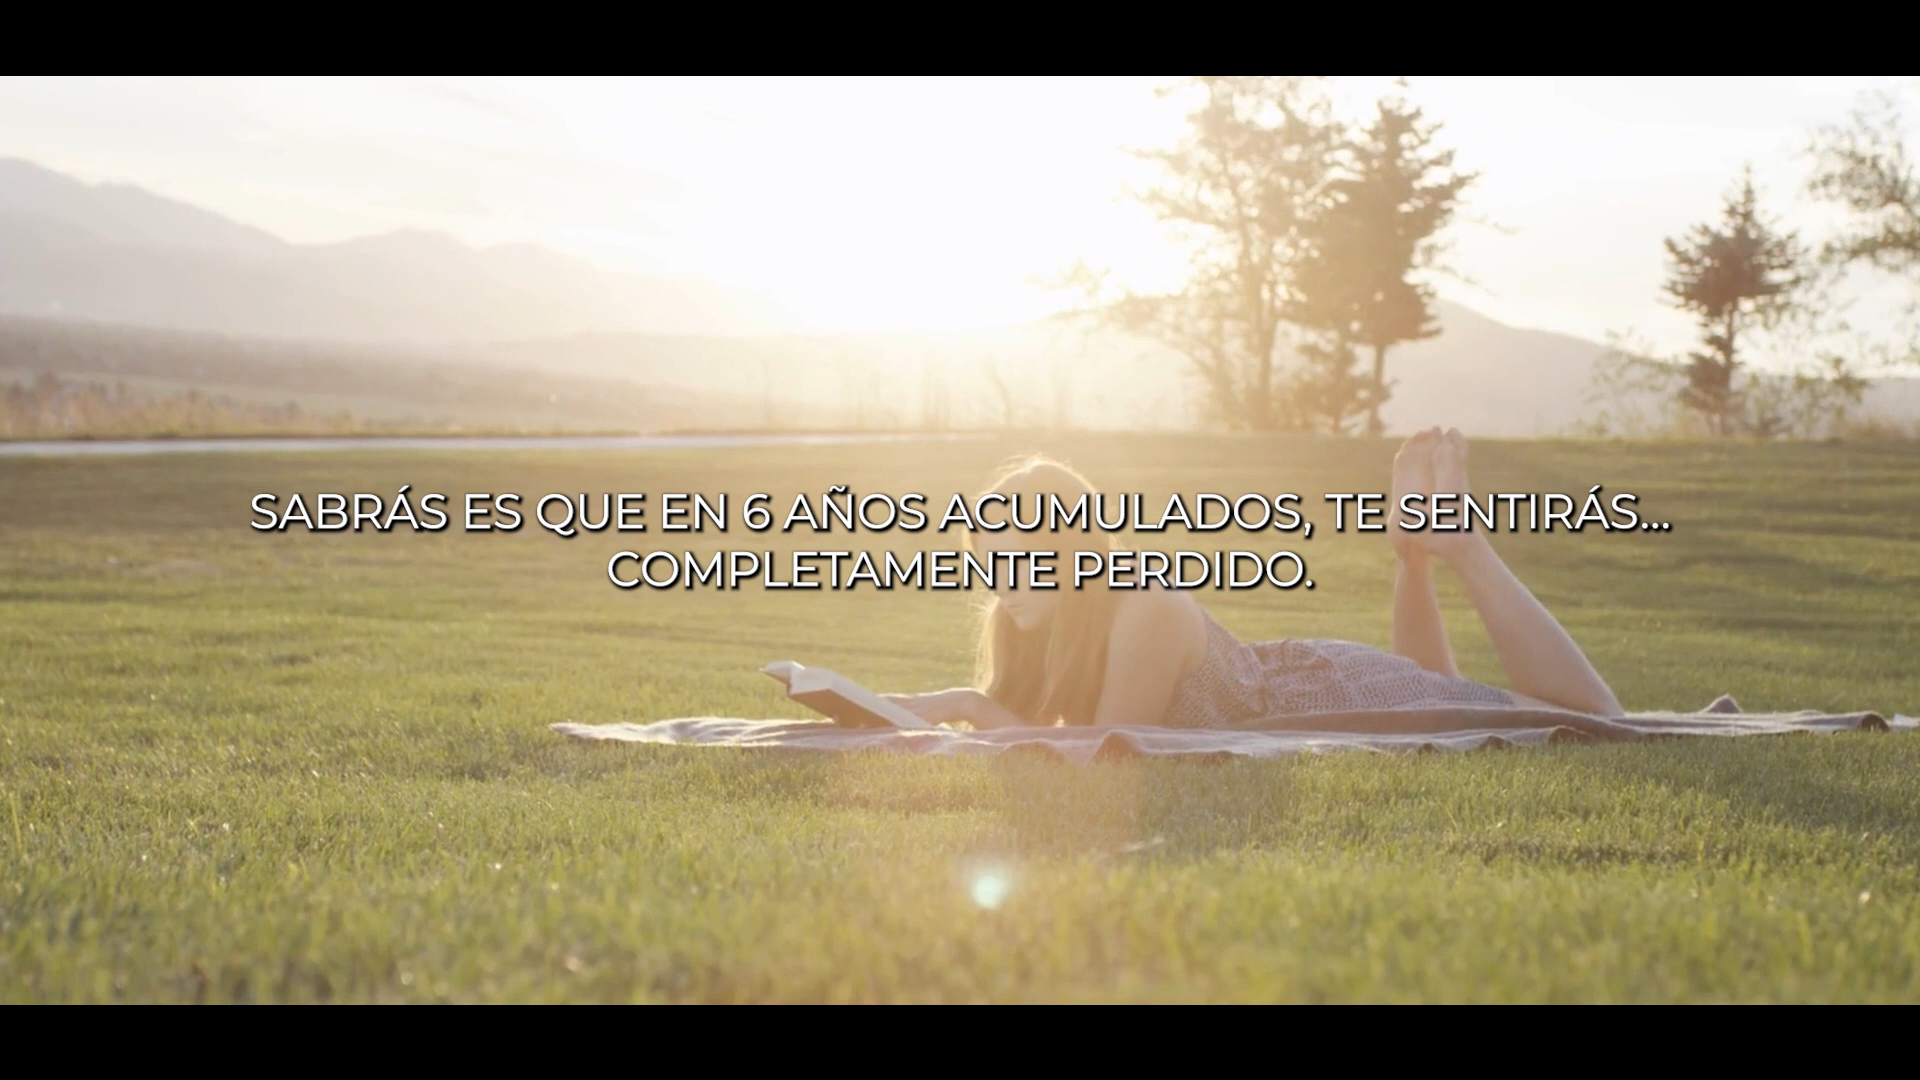 SABRÁS ES QUE EN 6 AÑOS ACUMULADOS, TE SENTIRÁS...
COMPLETAMENTE PERDIDO.